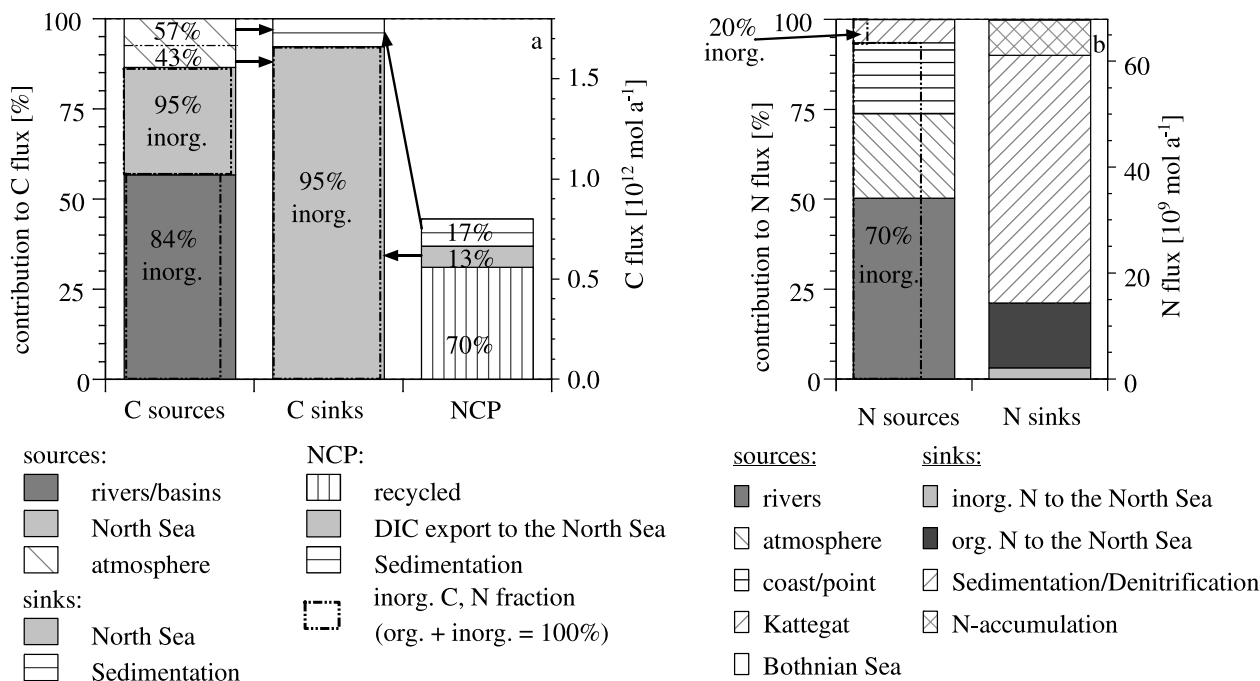 100
75
50
25
0
contribution to C flux [%]
57%
43%
95%
inorg.
84%
inorg.
95%
inorg.
17%
13%
70%
a
1.5
1.0
0.5
0.0
C flux [10¹² mol a⁻¹]
C sources
C sinks
NCP
20%
inorg.
100
75
50
25
0
contribution to N flux [%]
70%
inorg.
b
60
40
20
0
N flux [10⁹ mol a⁻¹]
N sources
N sinks
sources:
rivers/basins
North Sea
atmosphere
sinks:
North Sea
Sedimentation
NCP:
recycled
DIC export to the North Sea
Sedimentation
inorg. C, N fraction
(org. + inorg. = 100%)
sources:
rivers
atmosphere
coast/point
Kattegat
Bothnian Sea
sinks:
inorg. N to the North Sea
org. N to the North Sea
Sedimentation/Denitrification
N-accumulation